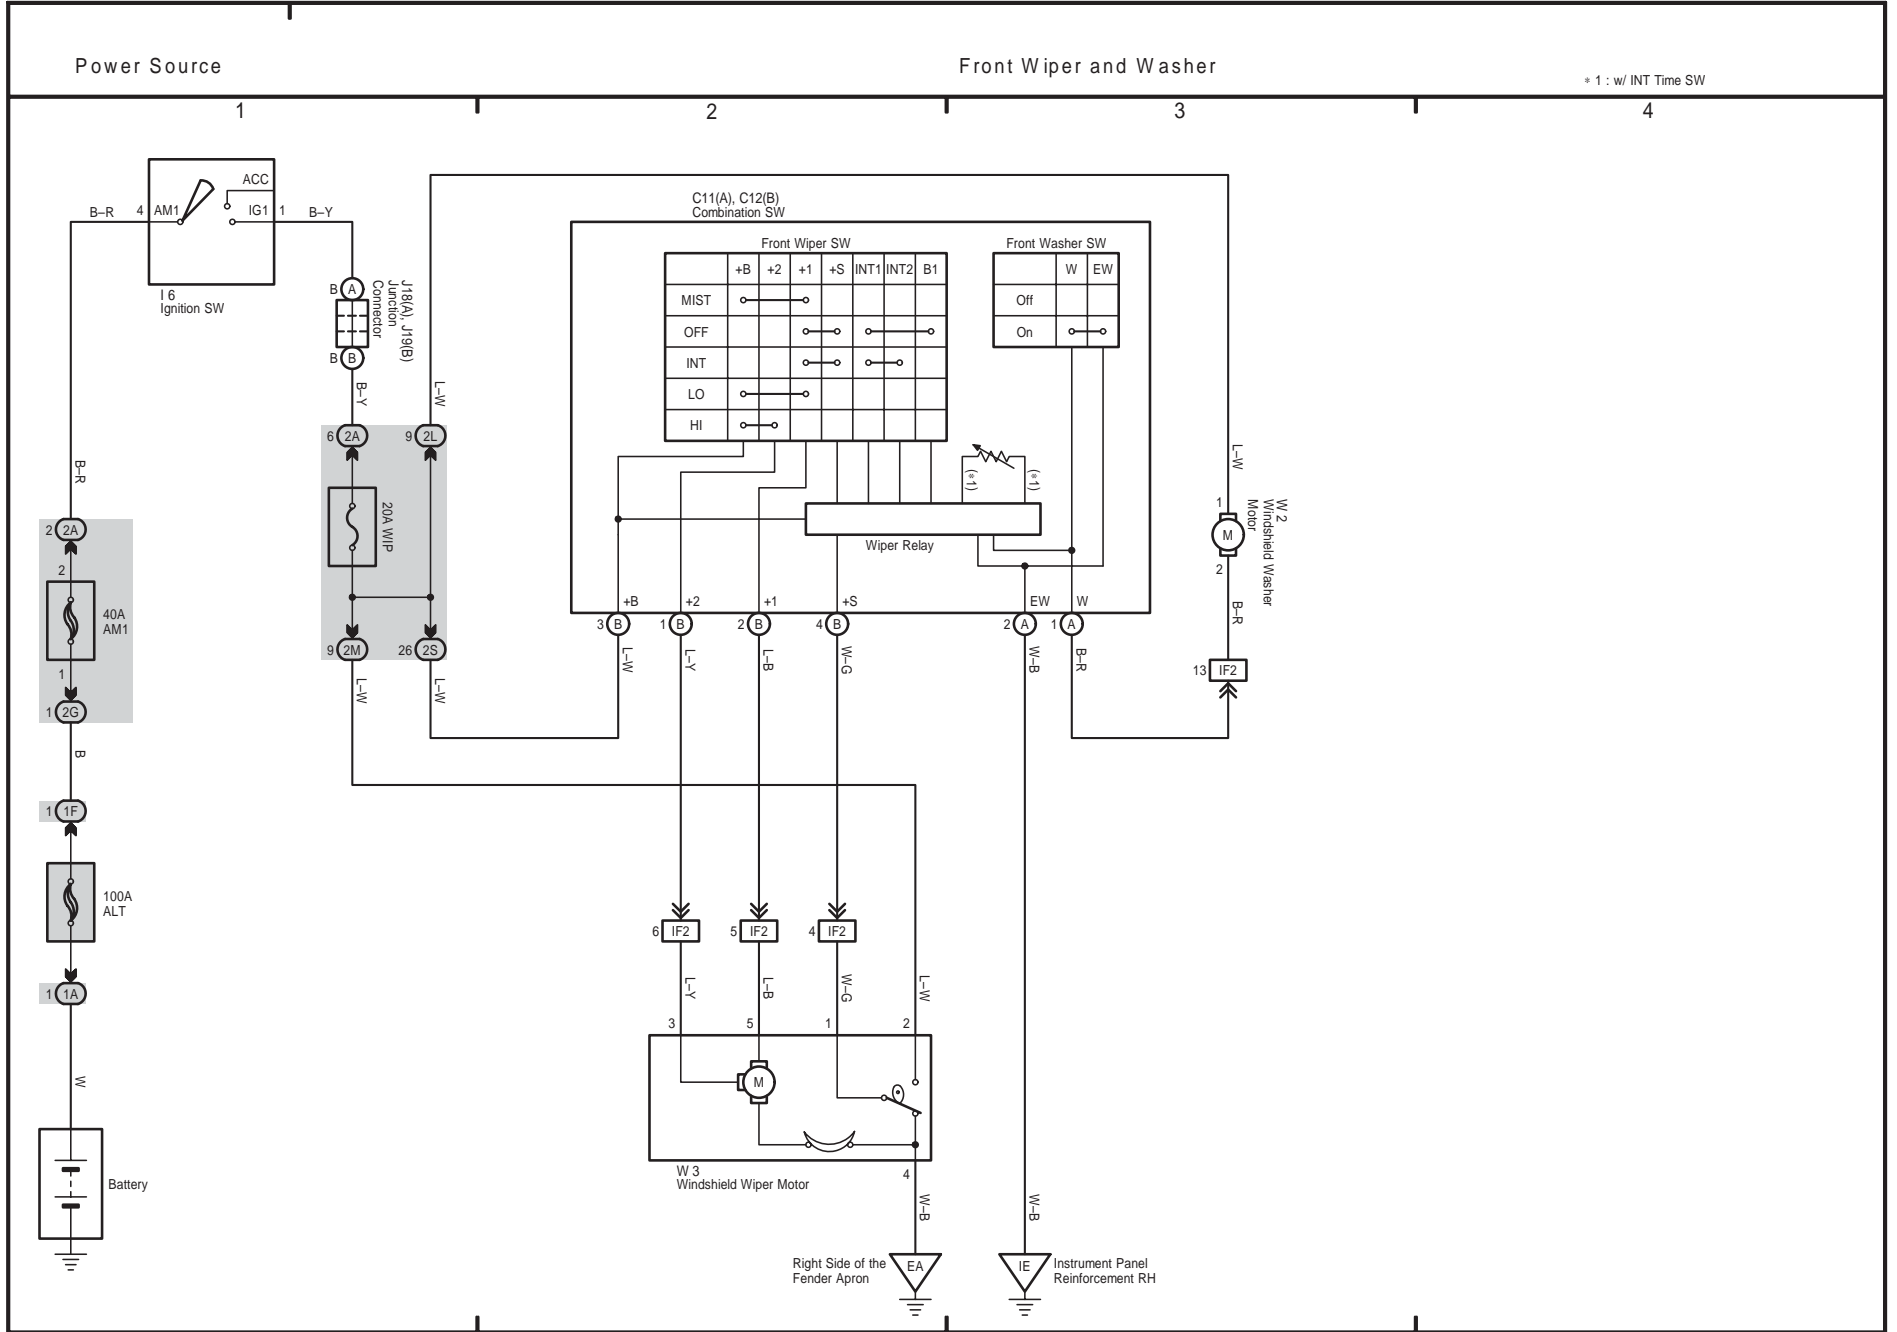 Power Source
Front Wiper and Washer
* 1 : w/ INT Time SW
1
2
3
4
ACC
B–R
4
AM1
IG1
1
B–Y
I 6
Ignition SW
B
A
J18(A), J19(B)
Junction
Connector
B
B
B–Y
L–W
C11(A), C12(B)
Combination SW
Front Wiper SW
+B
+2
+1
+S
INT1
INT2
B1
MIST
OFF
INT
LO
HI
Front Washer SW
W
EW
Off
On
(*1)
(*1)
Wiper Relay
B–R
6
2A
9
2L
20A WIP
9
2M
26
2S
L–W
L–W
2
2A
2
40A
AM1
1
1
2G
B
1
1F
100A
ALT
1
1A
W
Battery
+B
+2
+1
+S
EW
W
3
B
1
B
2
B
4
B
2
A
1
A
L–W
L–Y
L–B
W–G
W–B
B–R
L–W
1
M
2
W 2
Windshield Washer
Motor
B–R
13
IF2
6
IF2
5
IF2
4
IF2
L–Y
L–B
W–G
L–W
3
5
1
2
M
W 3
Windshield Wiper Motor
4
W–B
W–B
Right Side of the
Fender Apron
EA
IE
Instrument Panel
Reinforcement RH